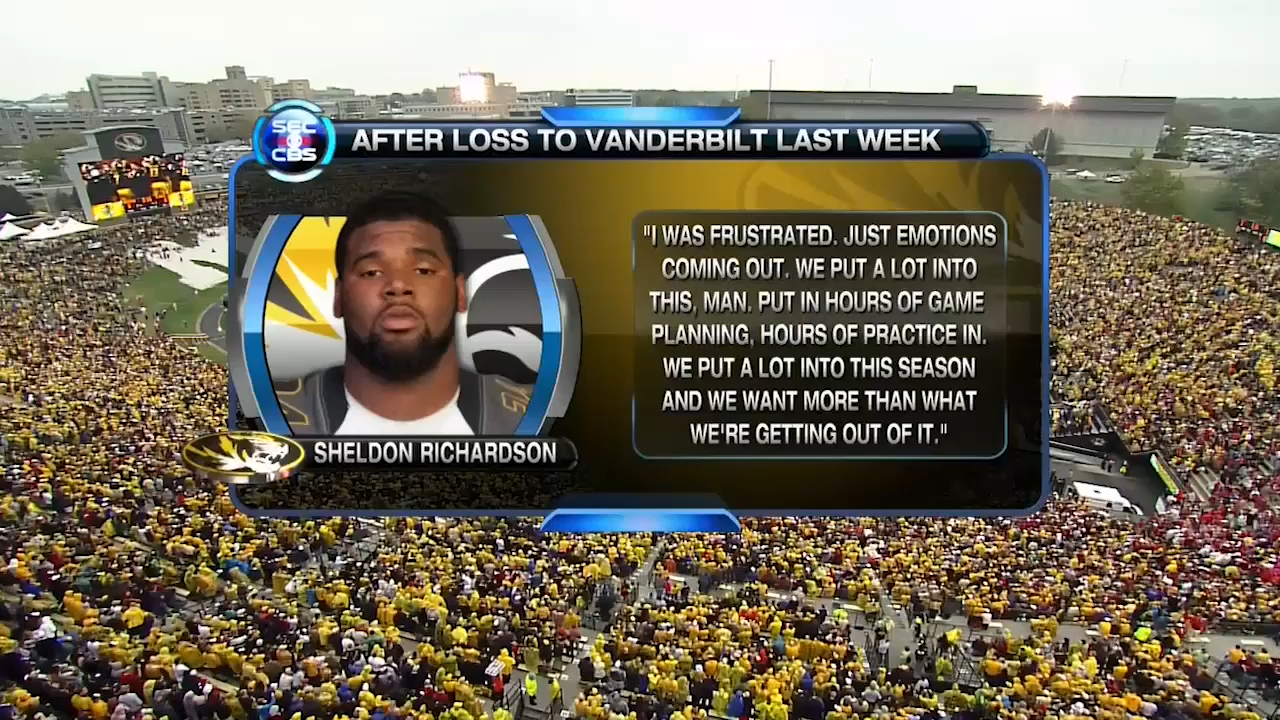 SEC
CBS
AFTER LOSS TO VANDERBILT LAST WEEK
"I WAS FRUSTRATED. JUST EMOTIONS
COMING OUT. WE PUT A LOT INTO
THIS, MAN. PUT IN HOURS OF GAME
PLANNING, HOURS OF PRACTICE IN.
WE PUT A LOT INTO THIS SEASON
AND WE WANT MORE THAN WHAT
WE'RE GETTING OUT OF IT."
SHELDON RICHARDSON